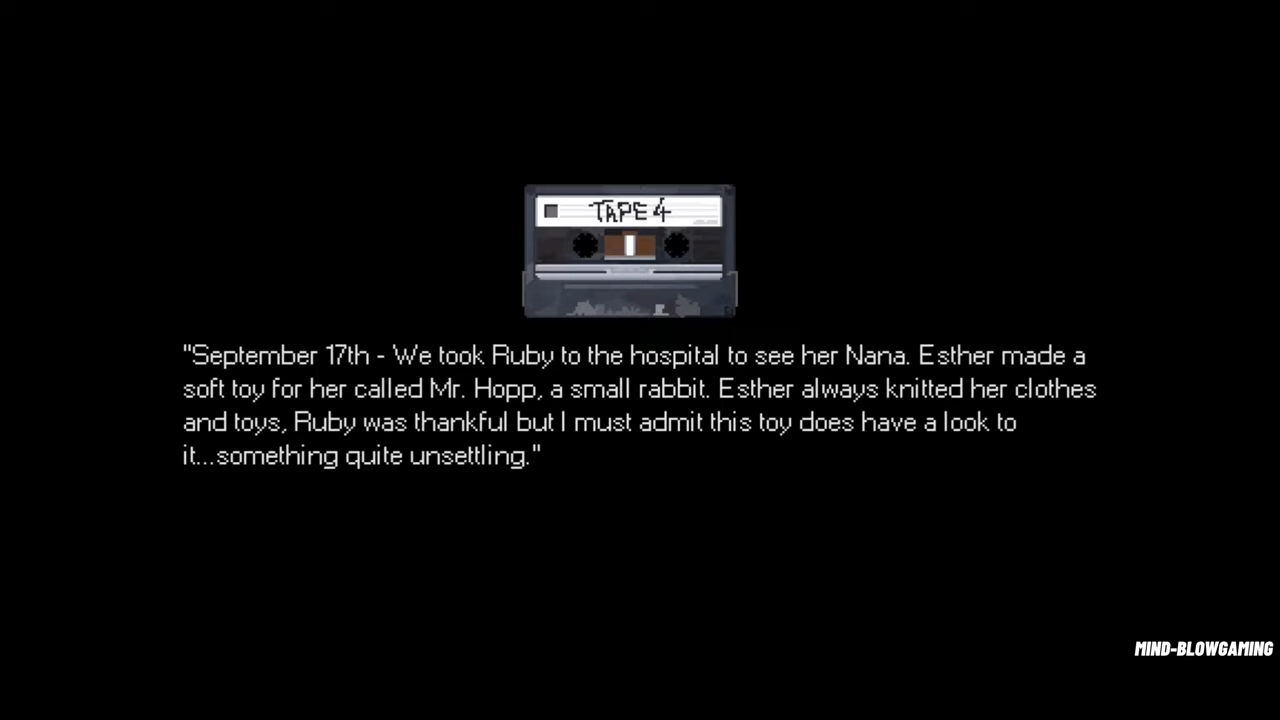 TAPE 4
"September 17th - We took Ruby to the hospital to see her Nana. Esther made a
soft toy for her called Mr. Hopp, a small rabbit. Esther always knitted her clothes
and toys, Ruby was thankful but I must admit this toy does have a look to
it...something quite unsettling."
MIND-BLOWGAMING